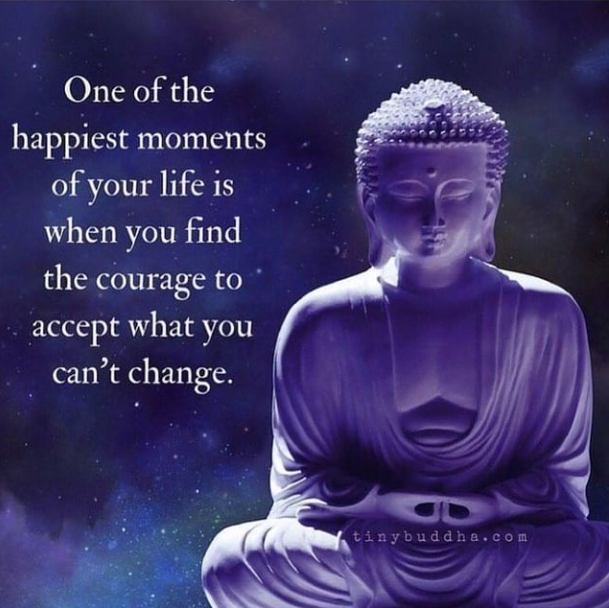 One of the
happiest moments
of your life is
when you find
the courage to
accept what you
can't change.
tinybuddha.com